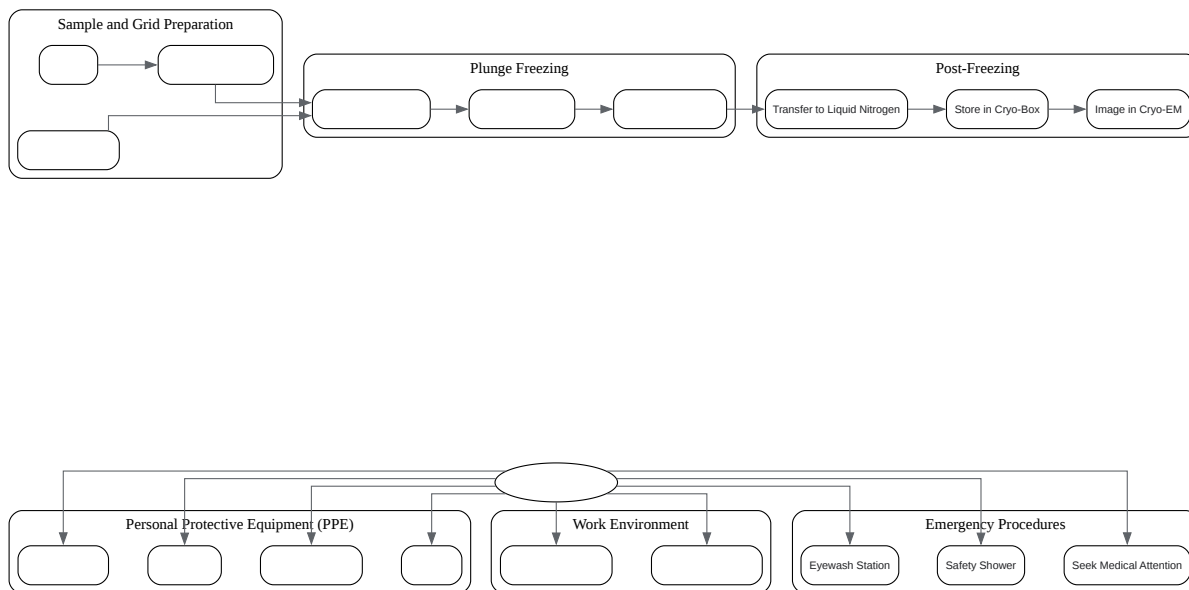 Sample and Grid Preparation
Plunge Freezing
Post-Freezing
Transfer to Liquid Nitrogen
Store in Cryo-Box
Image in Cryo-EM
Personal Protective Equipment (PPE)
Work Environment
Emergency Procedures
Eyewash Station
Safety Shower
Seek Medical Attention